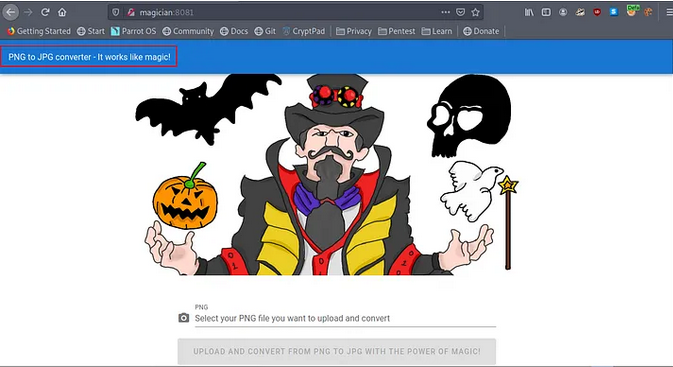 magician:8081
Getting Started Start Parrot OS Community Docs Git CryptPad Privacy Pentest Learn Donate
PNG to JPG converter - It works like magic!
PNG
Select your PNG file you want to upload and convert
UPLOAD AND CONVERT FROM PNG TO JPG WITH THE POWER OF MAGIC!